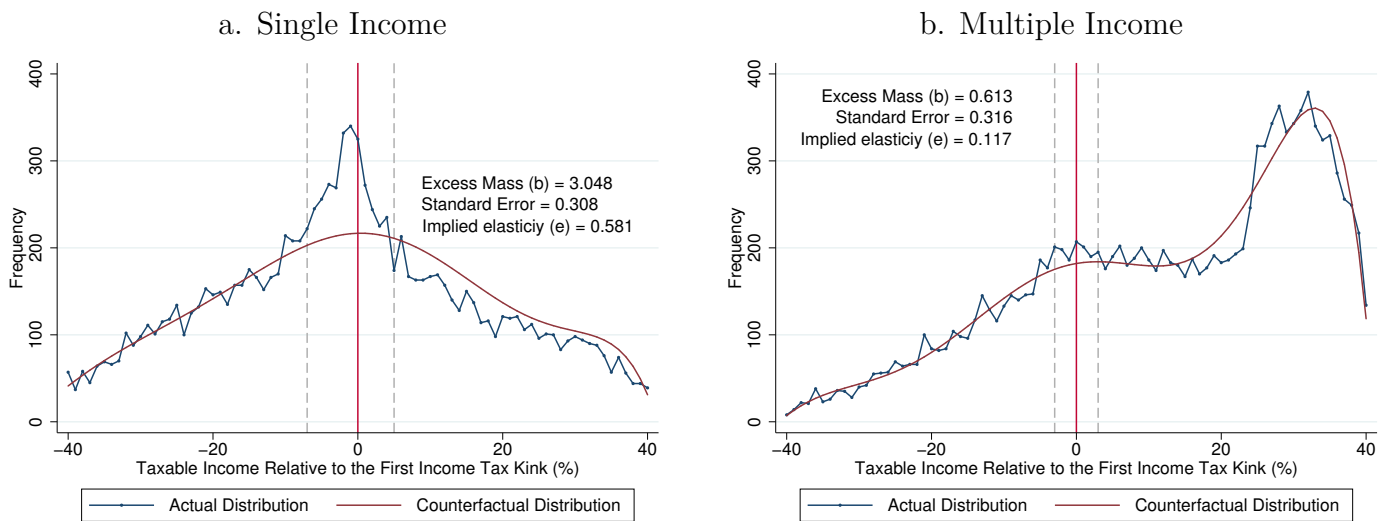 a. Single Income
400
300
200
100
0
Frequency
Excess Mass (b) = 3.048
Standard Error = 0.308
Implied elasticiy (e) = 0.581
−40
−20
0
20
40
Taxable Income Relative to the First Income Tax Kink (%)
Actual Distribution
Counterfactual Distribution
b. Multiple Income
400
300
200
100
0
Frequency
Excess Mass (b) = 0.613
Standard Error = 0.316
Implied elasticiy (e) = 0.117
−40
−20
0
20
40
Taxable Income Relative to the First Income Tax Kink (%)
Actual Distribution
Counterfactual Distribution